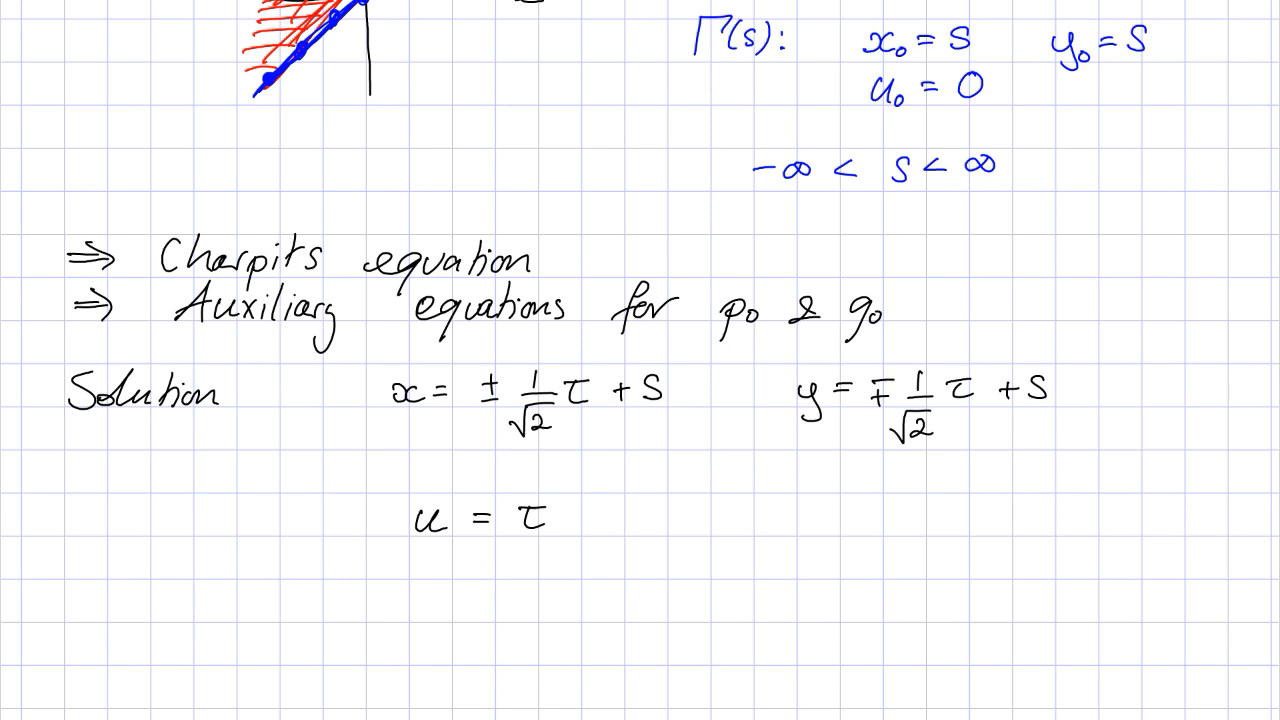 Γ(s): x₀ = s y₀ = s
u₀ = 0
-∞ < s < ∞
⇒ Charpits equation
⇒ Auxiliary equations for p₀ & q₀
Solution x = ± 1/√2 τ + s y = ∓ 1/√2 τ + s
u = τ